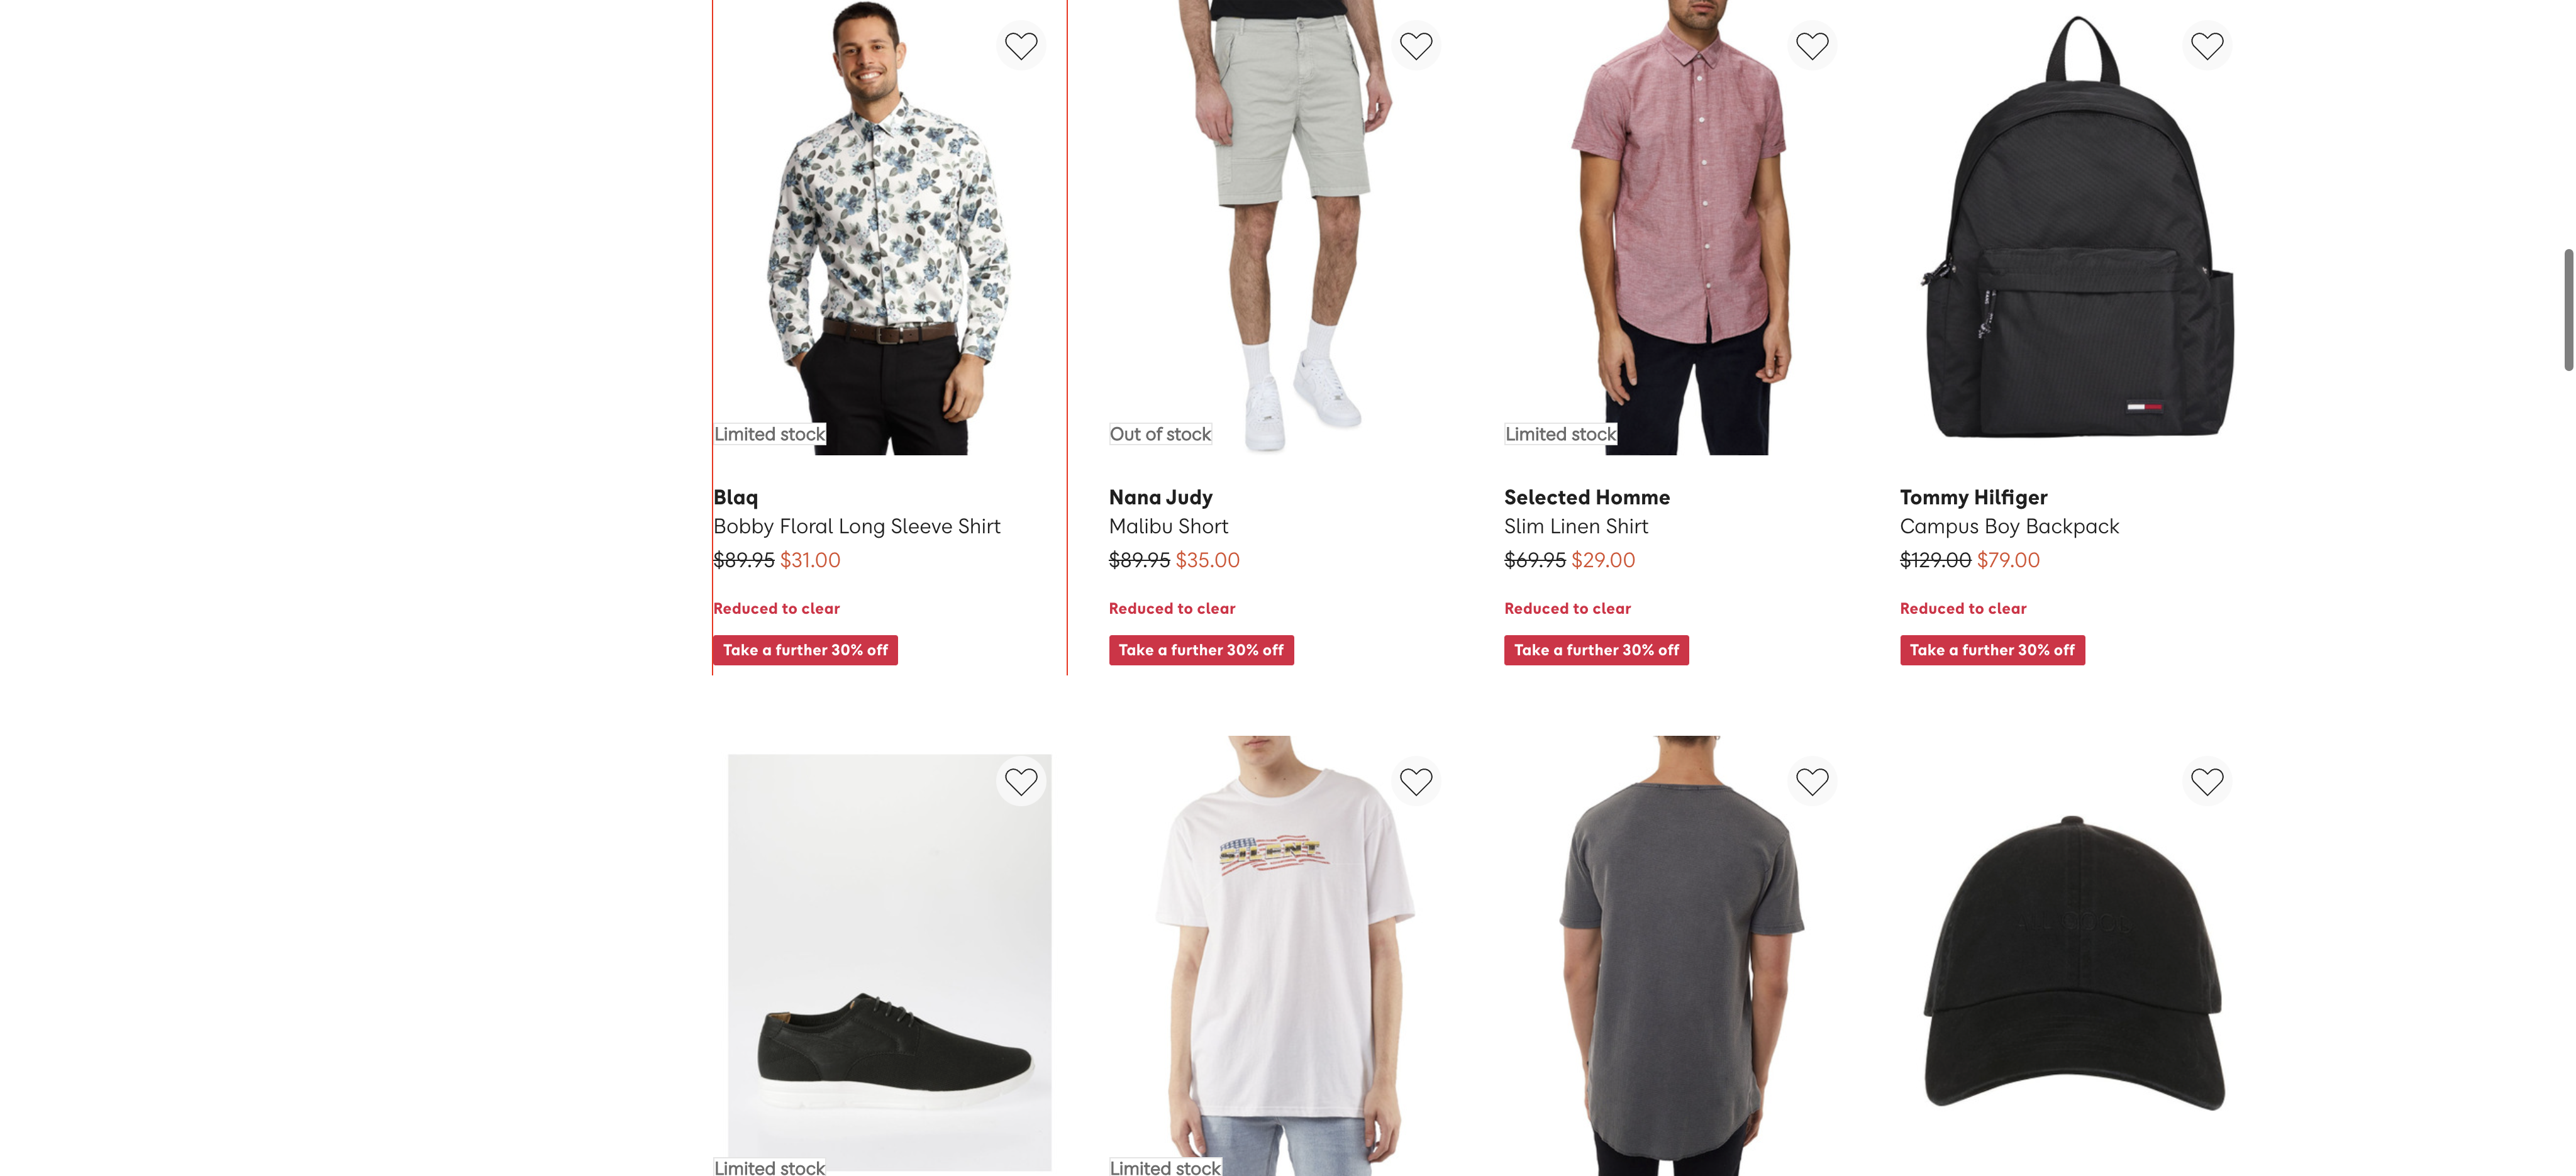 Limited stock
Out of stock
Limited stock
Blaq
Bobby Floral Long Sleeve Shirt
$89.95 $31.00
Reduced to clear
Take a further 30% off
Nana Judy
Malibu Short
$89.95 $35.00
Reduced to clear
Take a further 30% off
Selected Homme
Slim Linen Shirt
$69.95 $29.00
Reduced to clear
Take a further 30% off
Tommy Hilfiger
Campus Boy Backpack
$129.00 $79.00
Reduced to clear
Take a further 30% off
SILENT
Limited stock
Limited stock